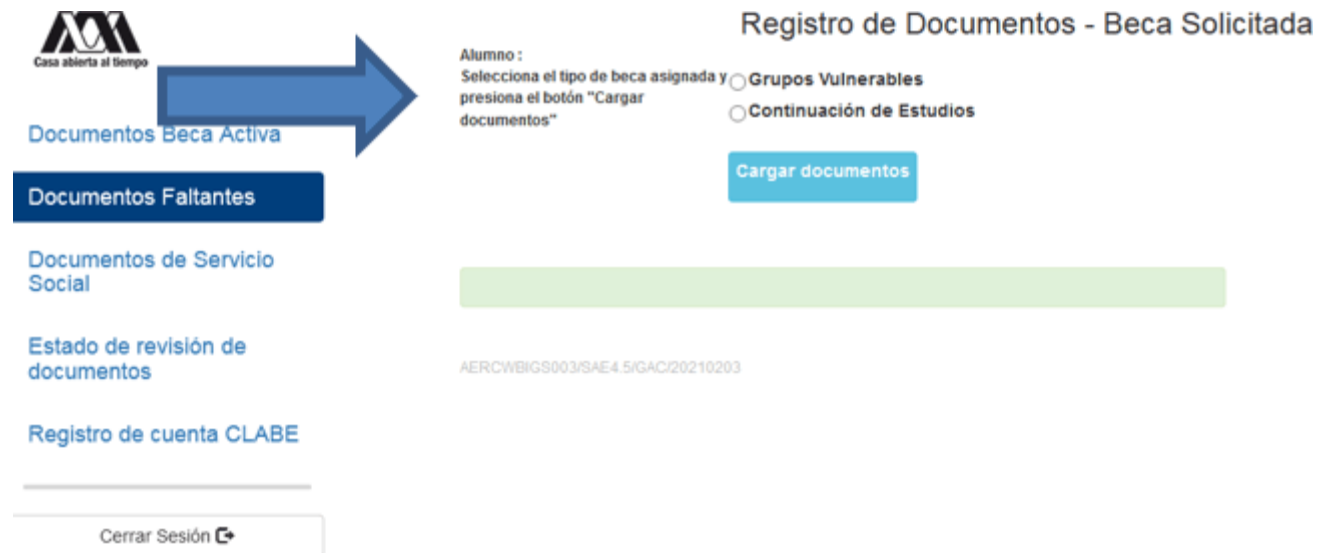 Casa abierta al tiempo
Documentos Beca Activa
Documentos Faltantes
Documentos de Servicio
Social
Estado de revisión de
documentos
Registro de cuenta CLABE
Cerrar Sesión
Registro de Documentos - Beca Solicitada
Alumno :
Selecciona el tipo de beca asignada y
presiona el botón "Cargar
documentos"
Grupos Vulnerables
Continuación de Estudios
Cargar documentos
AERCWBIGS003/SAE4.5/GAC/20210203